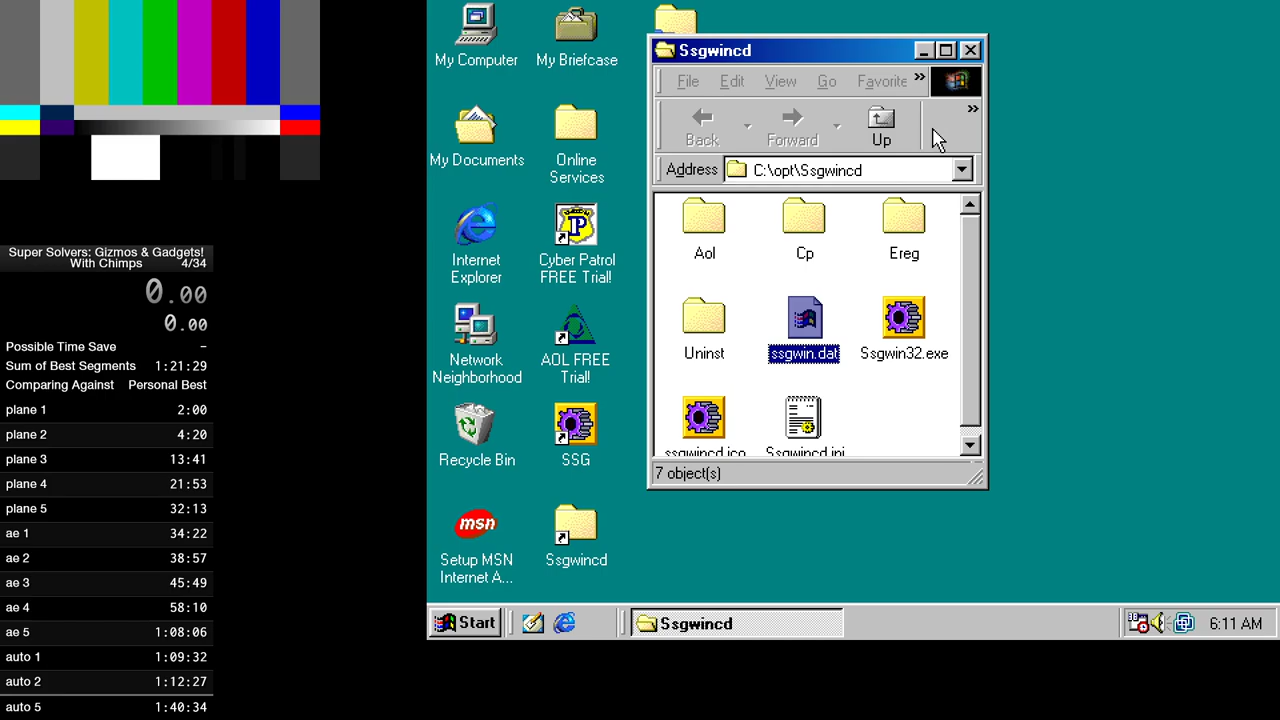 Super Solvers: Gizmos & Gadgets!
With Chimps 4/34
0.00
0.00
Possible Time Save –
Sum of Best Segments 1:21:29
Comparing Against Personal Best
plane 1 2:00
plane 2 4:20
plane 3 13:41
plane 4 21:53
plane 5 32:13
ae 1 34:22
ae 2 38:57
ae 3 45:49
ae 4 58:10
ae 5 1:08:06
auto 1 1:09:32
auto 2 1:12:27
auto 5 1:40:34
My Computer
My Briefcase
My Documents
Online
Services
Internet
Explorer
Cyber Patrol
FREE Trial!
Network
Neighborhood
AOL FREE
Trial!
Recycle Bin
SSG
msn
Setup MSN
Internet A...
Ssgwincd
Ssgwincd
File Edit View Go Favorite »
Back Forward Up »
Address C:\opt\Ssgwincd
Aol Cp Ereg
Uninst ssgwin.dat Ssgwin32.exe
ssgwincd.ico Ssgwincd.ini
7 object(s)
Start Ssgwincd 6:11 AM